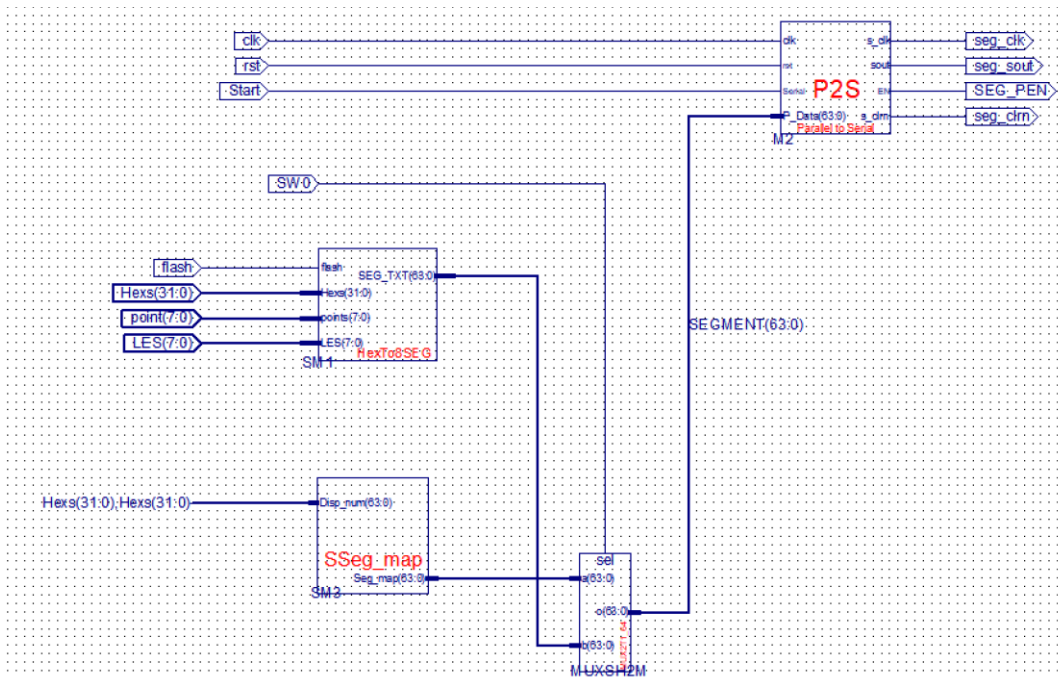 clk
rst
Start
clk
rst
Serial
P_Data(63:0)
s_clk
sout
EN
s_clrn
P2S
Parallel to Serial
M2
seg_clk
seg_sout
SEG_PEN
seg_clrn
SW0
flash
Hexs(31:0)
point(7:0)
LES(7:0)
flash
Hexs(31:0)
points(7:0)
LES(7:0)
SEG_TXT(63:0)
HexTo8SEG
SM1
SEGMENT(63:0)
Hexs(31:0),Hexs(31:0)
Disp_num(63:0)
SSeg_map
Seg_map(63:0)
SM3
sel
a(63:0)
o(63:0)
b(63:0)
MUX2T1_64
MUXSH2M